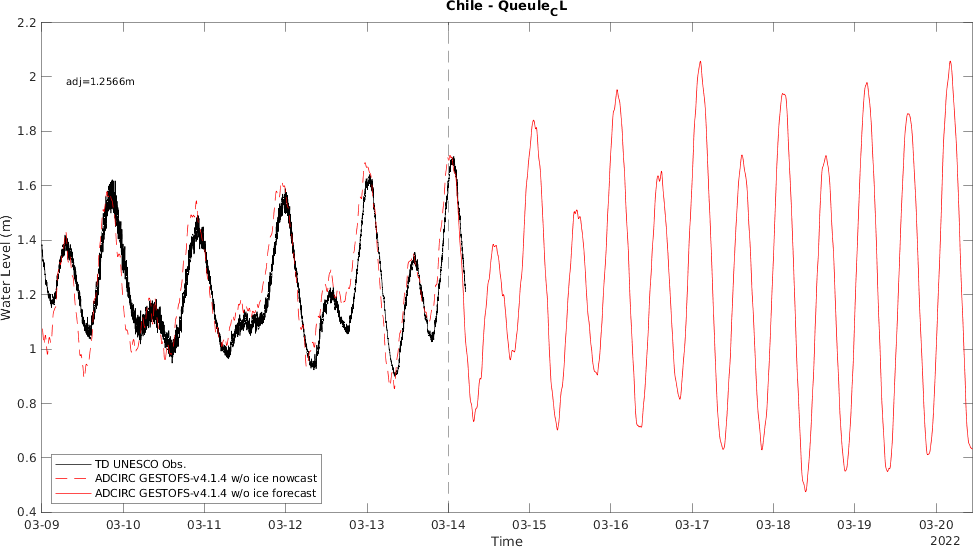 Chile - Queule_CL
2.2
2
1.8
1.6
1.4
1.2
1
0.8
0.6
0.4
Water Level (m)
adj=1.2566m
TD UNESCO Obs.
ADCIRC GESTOFS-v4.1.4 w/o ice nowcast
ADCIRC GESTOFS-v4.1.4 w/o ice forecast
03-09 03-10 03-11 03-12 03-13 03-14 03-15 03-16 03-17 03-18 03-19 03-20
Time
2022